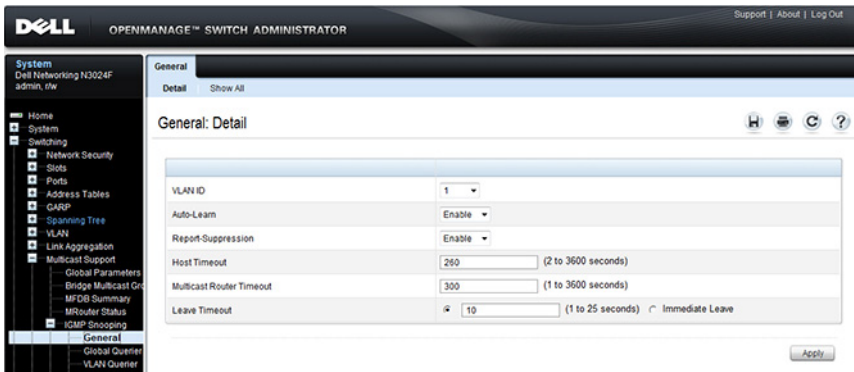 Support | About | Log Out
DELL OPENMANAGE™ SWITCH ADMINISTRATOR
System
Dell Networking N3024F
admin, r/w
Home
System
Switching
Network Security
Slots
Ports
Address Tables
GARP
Spanning Tree
VLAN
Link Aggregation
Multicast Support
Global Parameters
Bridge Multicast Gro
MFDB Summary
MRouter Status
IGMP Snooping
General
Global Querier
VLAN Querier
General
Detail Show All
General: Detail
VLAN ID 1
Auto-Learn Enable
Report-Suppression Enable
Host Timeout 260 (2 to 3600 seconds)
Multicast Router Timeout 300 (1 to 3600 seconds)
Leave Timeout 10 (1 to 25 seconds) Immediate Leave
Apply